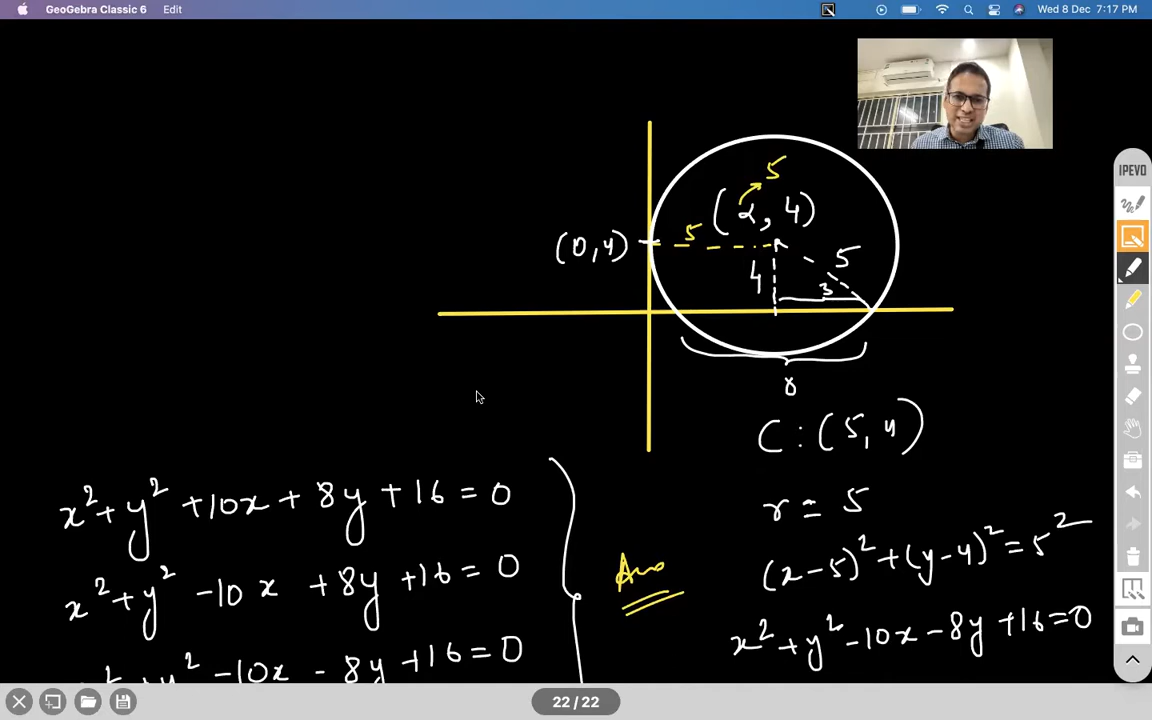 GeoGebra Classic 6 Edit Wed 8 Dec 7:17 PM
IPEVO
5
(α, 4)
(0,4)
5
5
4
3
8
C : (5, 4)
r = 5
(x-5)² + (y-4)² = 5²
x² + y² - 10x - 8y + 16 = 0
x² + y² + 10x + 8y + 16 = 0
x² + y² - 10x + 8y + 16 = 0
x² + y² - 10x - 8y + 16 = 0
Ans
22 / 22